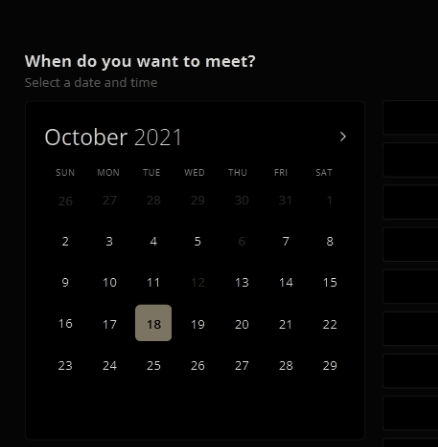 When do you want to meet?
Select a date and time
October 2021
SUN MON TUE WED THU FRI SAT
26 27 28 29 30 31 1
2 3 4 5 6 7 8
9 10 11 12 13 14 15
16 17 18 19 20 21 22
23 24 25 26 27 28 29